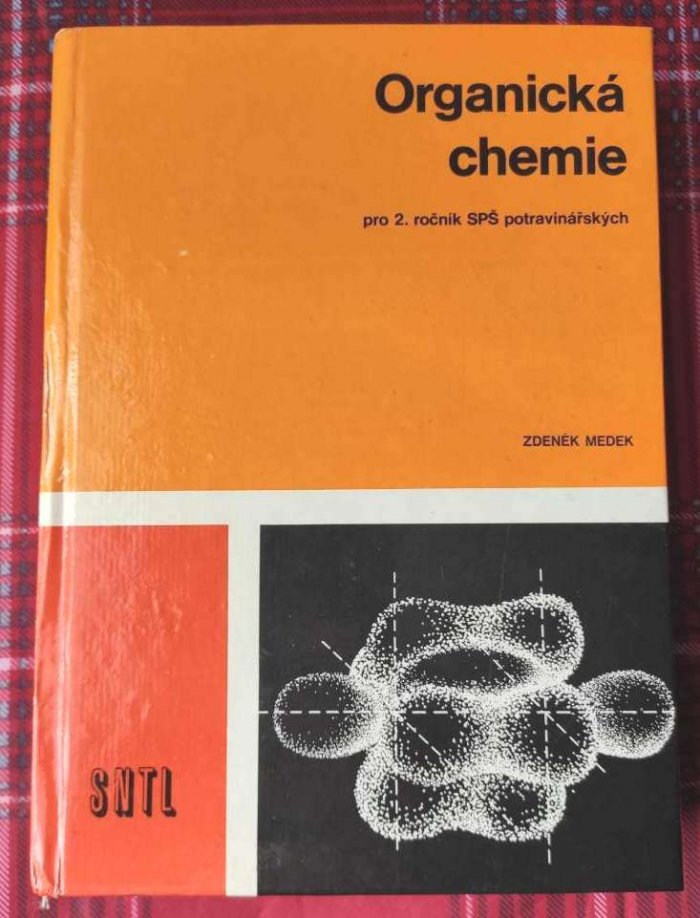 Organická
chemie
pro 2. ročník SPŠ potravinářských
ZDENĚK MEDEK
SNTL